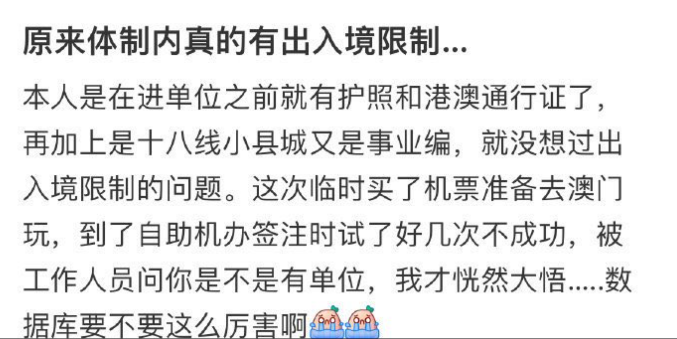 原来体制内真的有出入境限制...
本人是在进单位之前就有护照和港澳通行证了，
再加上是十八线小县城又是事业编，就没想过出
入境限制的问题。这次临时买了机票准备去澳门
玩，到了自助机办签注时试了好几次不成功，被
工作人员问你是不是有单位，我才恍然大悟.....数
据库要不要这么厉害啊